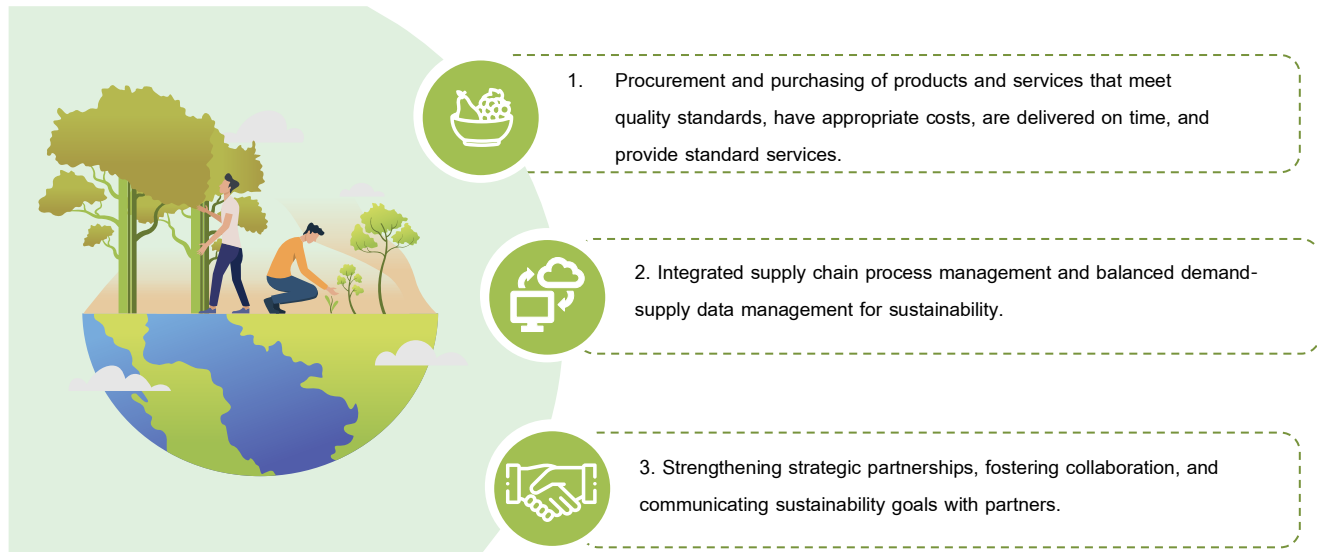 1. Procurement and purchasing of products and services that meet
quality standards, have appropriate costs, are delivered on time, and
provide standard services.
2. Integrated supply chain process management and balanced demand-
supply data management for sustainability.
3. Strengthening strategic partnerships, fostering collaboration, and
communicating sustainability goals with partners.